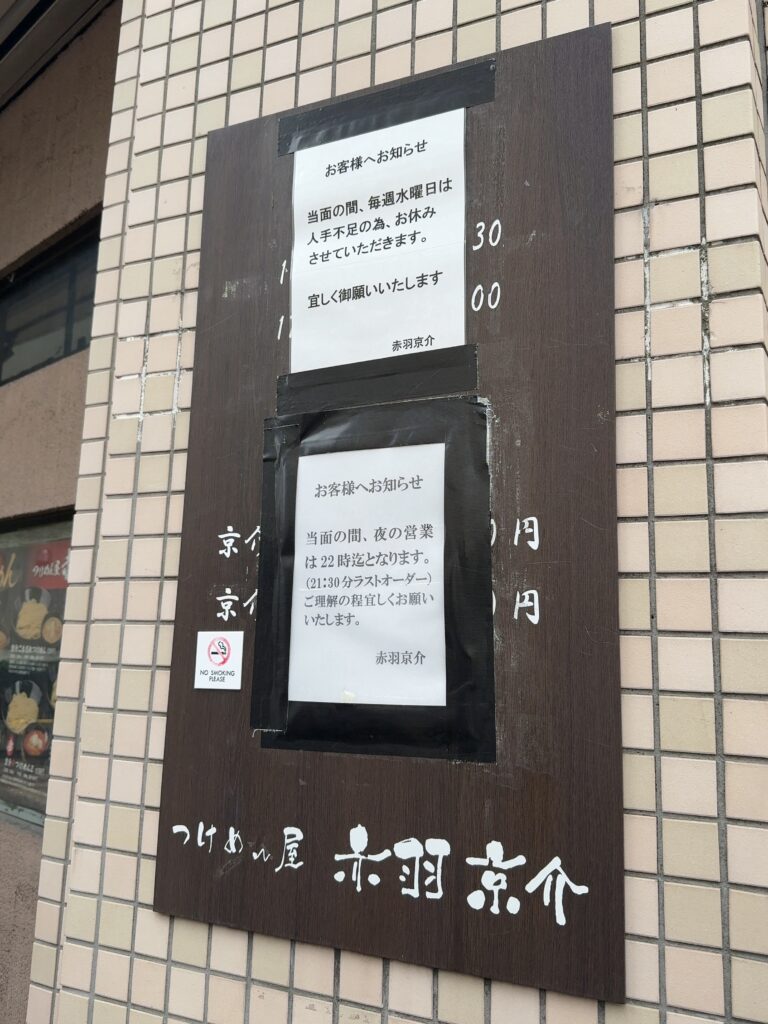 お客様へお知らせ
当面の間、毎週水曜日は
人手不足の為、お休み
させていただきます。
宜しく御願いいたします
赤羽京介
30
00
お客様へお知らせ
当面の間、夜の営業
は22時迄となります。
(21:30分ラストオーダー)
ご理解の程宜しくお願い
いたします。
赤羽京介
京介 円
京介 円
NO SMOKING
PLEASE
つけめん屋 赤羽京介